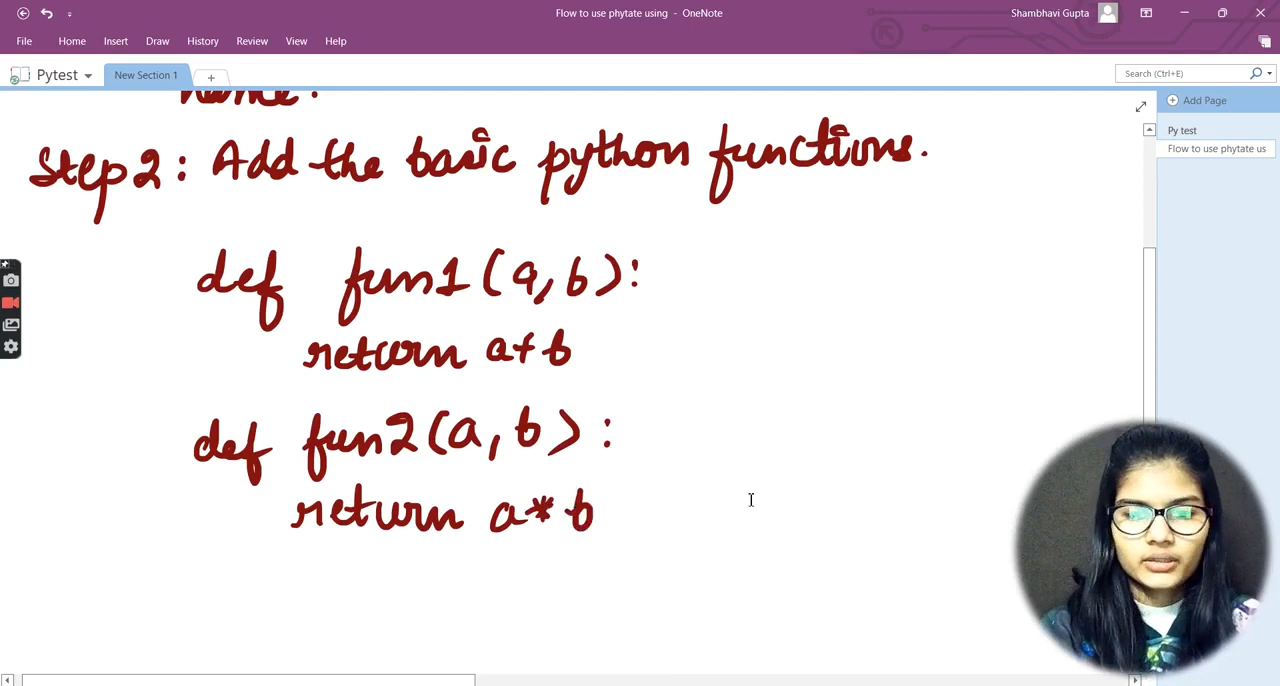 Flow to use phytate using - OneNote
Shambhavi Gupta
File Home Insert Draw History Review View Help
Pytest
New Section 1
+
Search (Ctrl+E)
Add Page
Py test
Flow to use phytate us
name.
Step 2: Add the basic python functions.
def fun1(a,b):
return a+b
def fun2(a,b):
return a*b